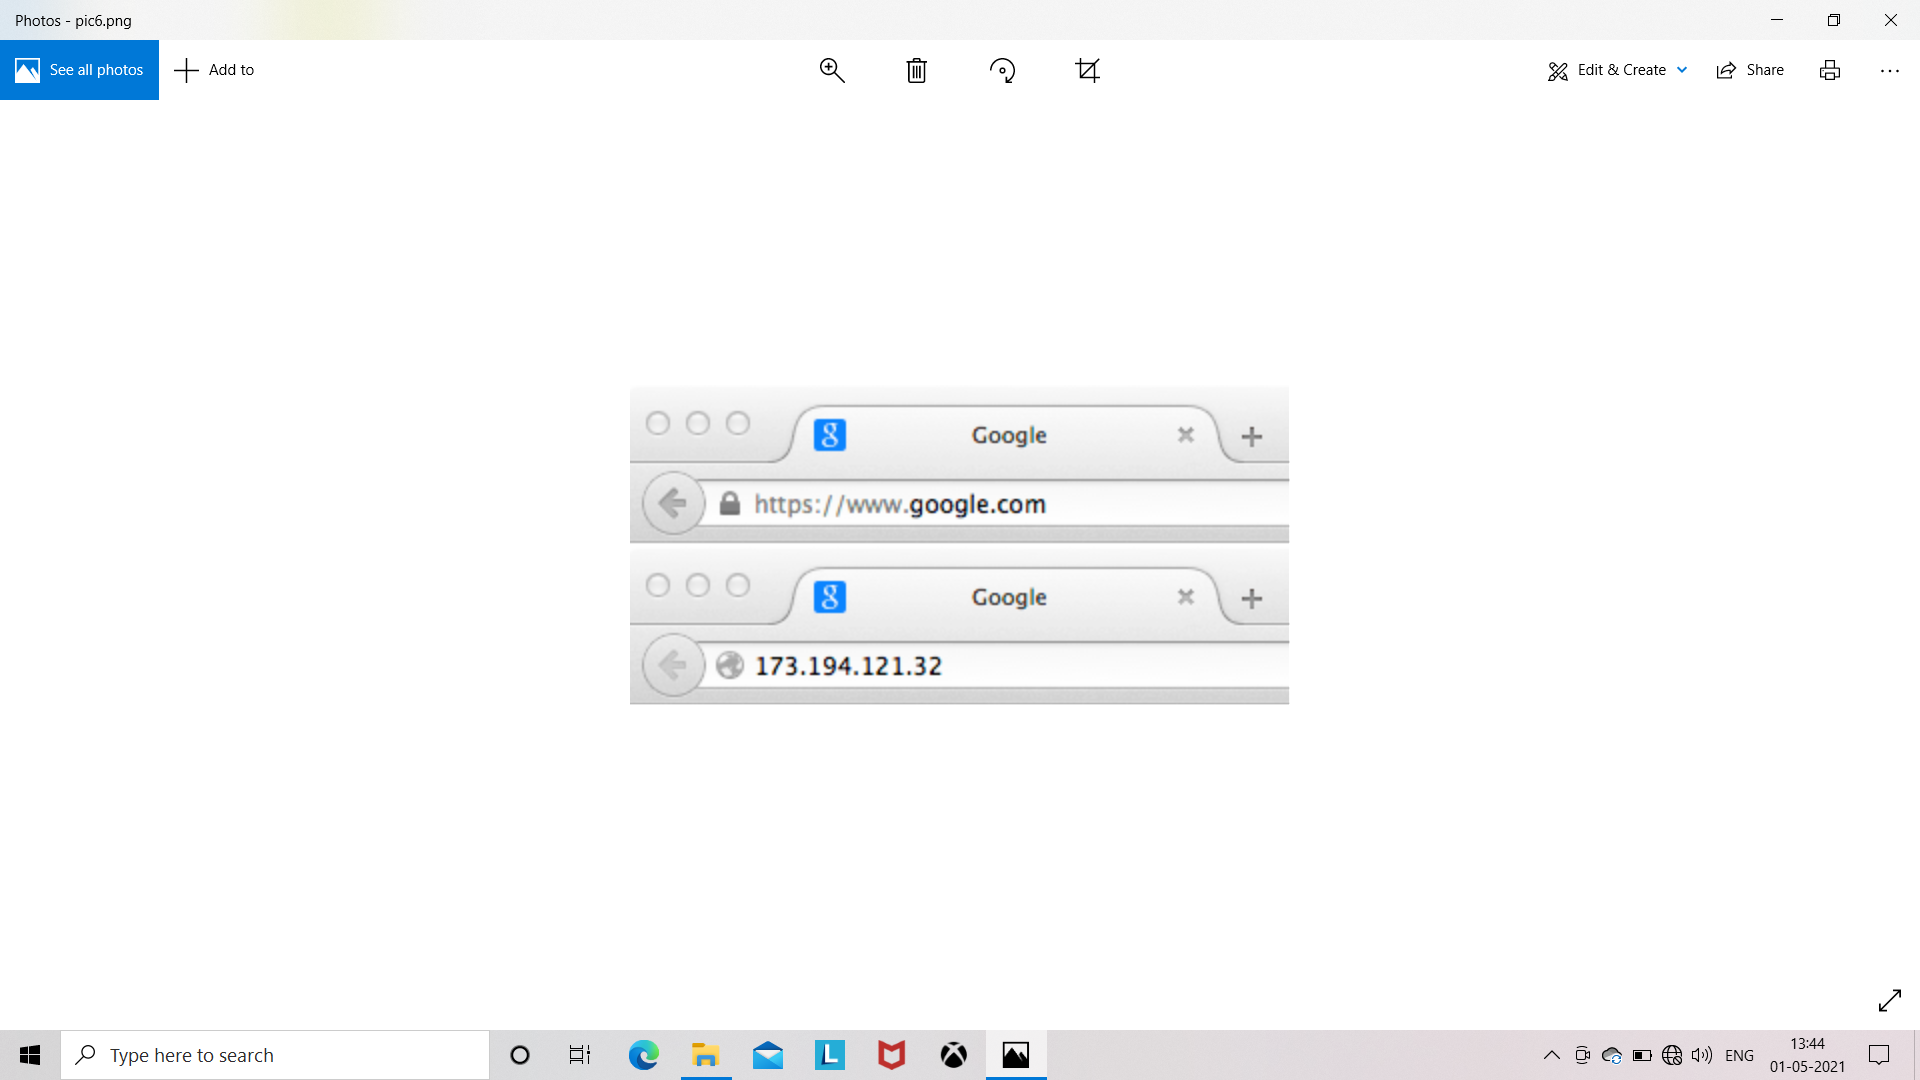 Photos - pic6.png
See all photos
Add to
Edit & Create
Share
g Google
https://www.google.com
g Google
173.194.121.32
Type here to search
L
ENG
13:44
01-05-2021